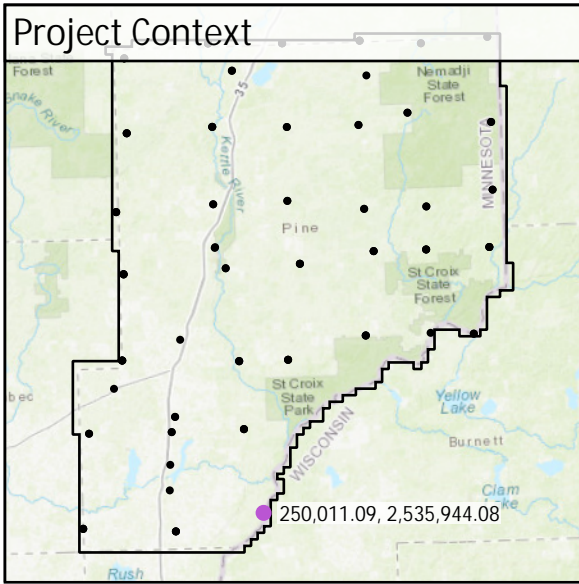 Project Context
Forest
Nemadji
State
Forest
Snake River
35
Kettle River
MINNESOTA
Pine
St Croix
State
Forest
St Croix
State
Park
bec
WISCONSIN
Yellow
Lake
Burnett
Clam
Lake
250,011.09, 2,535,944.08
Rush